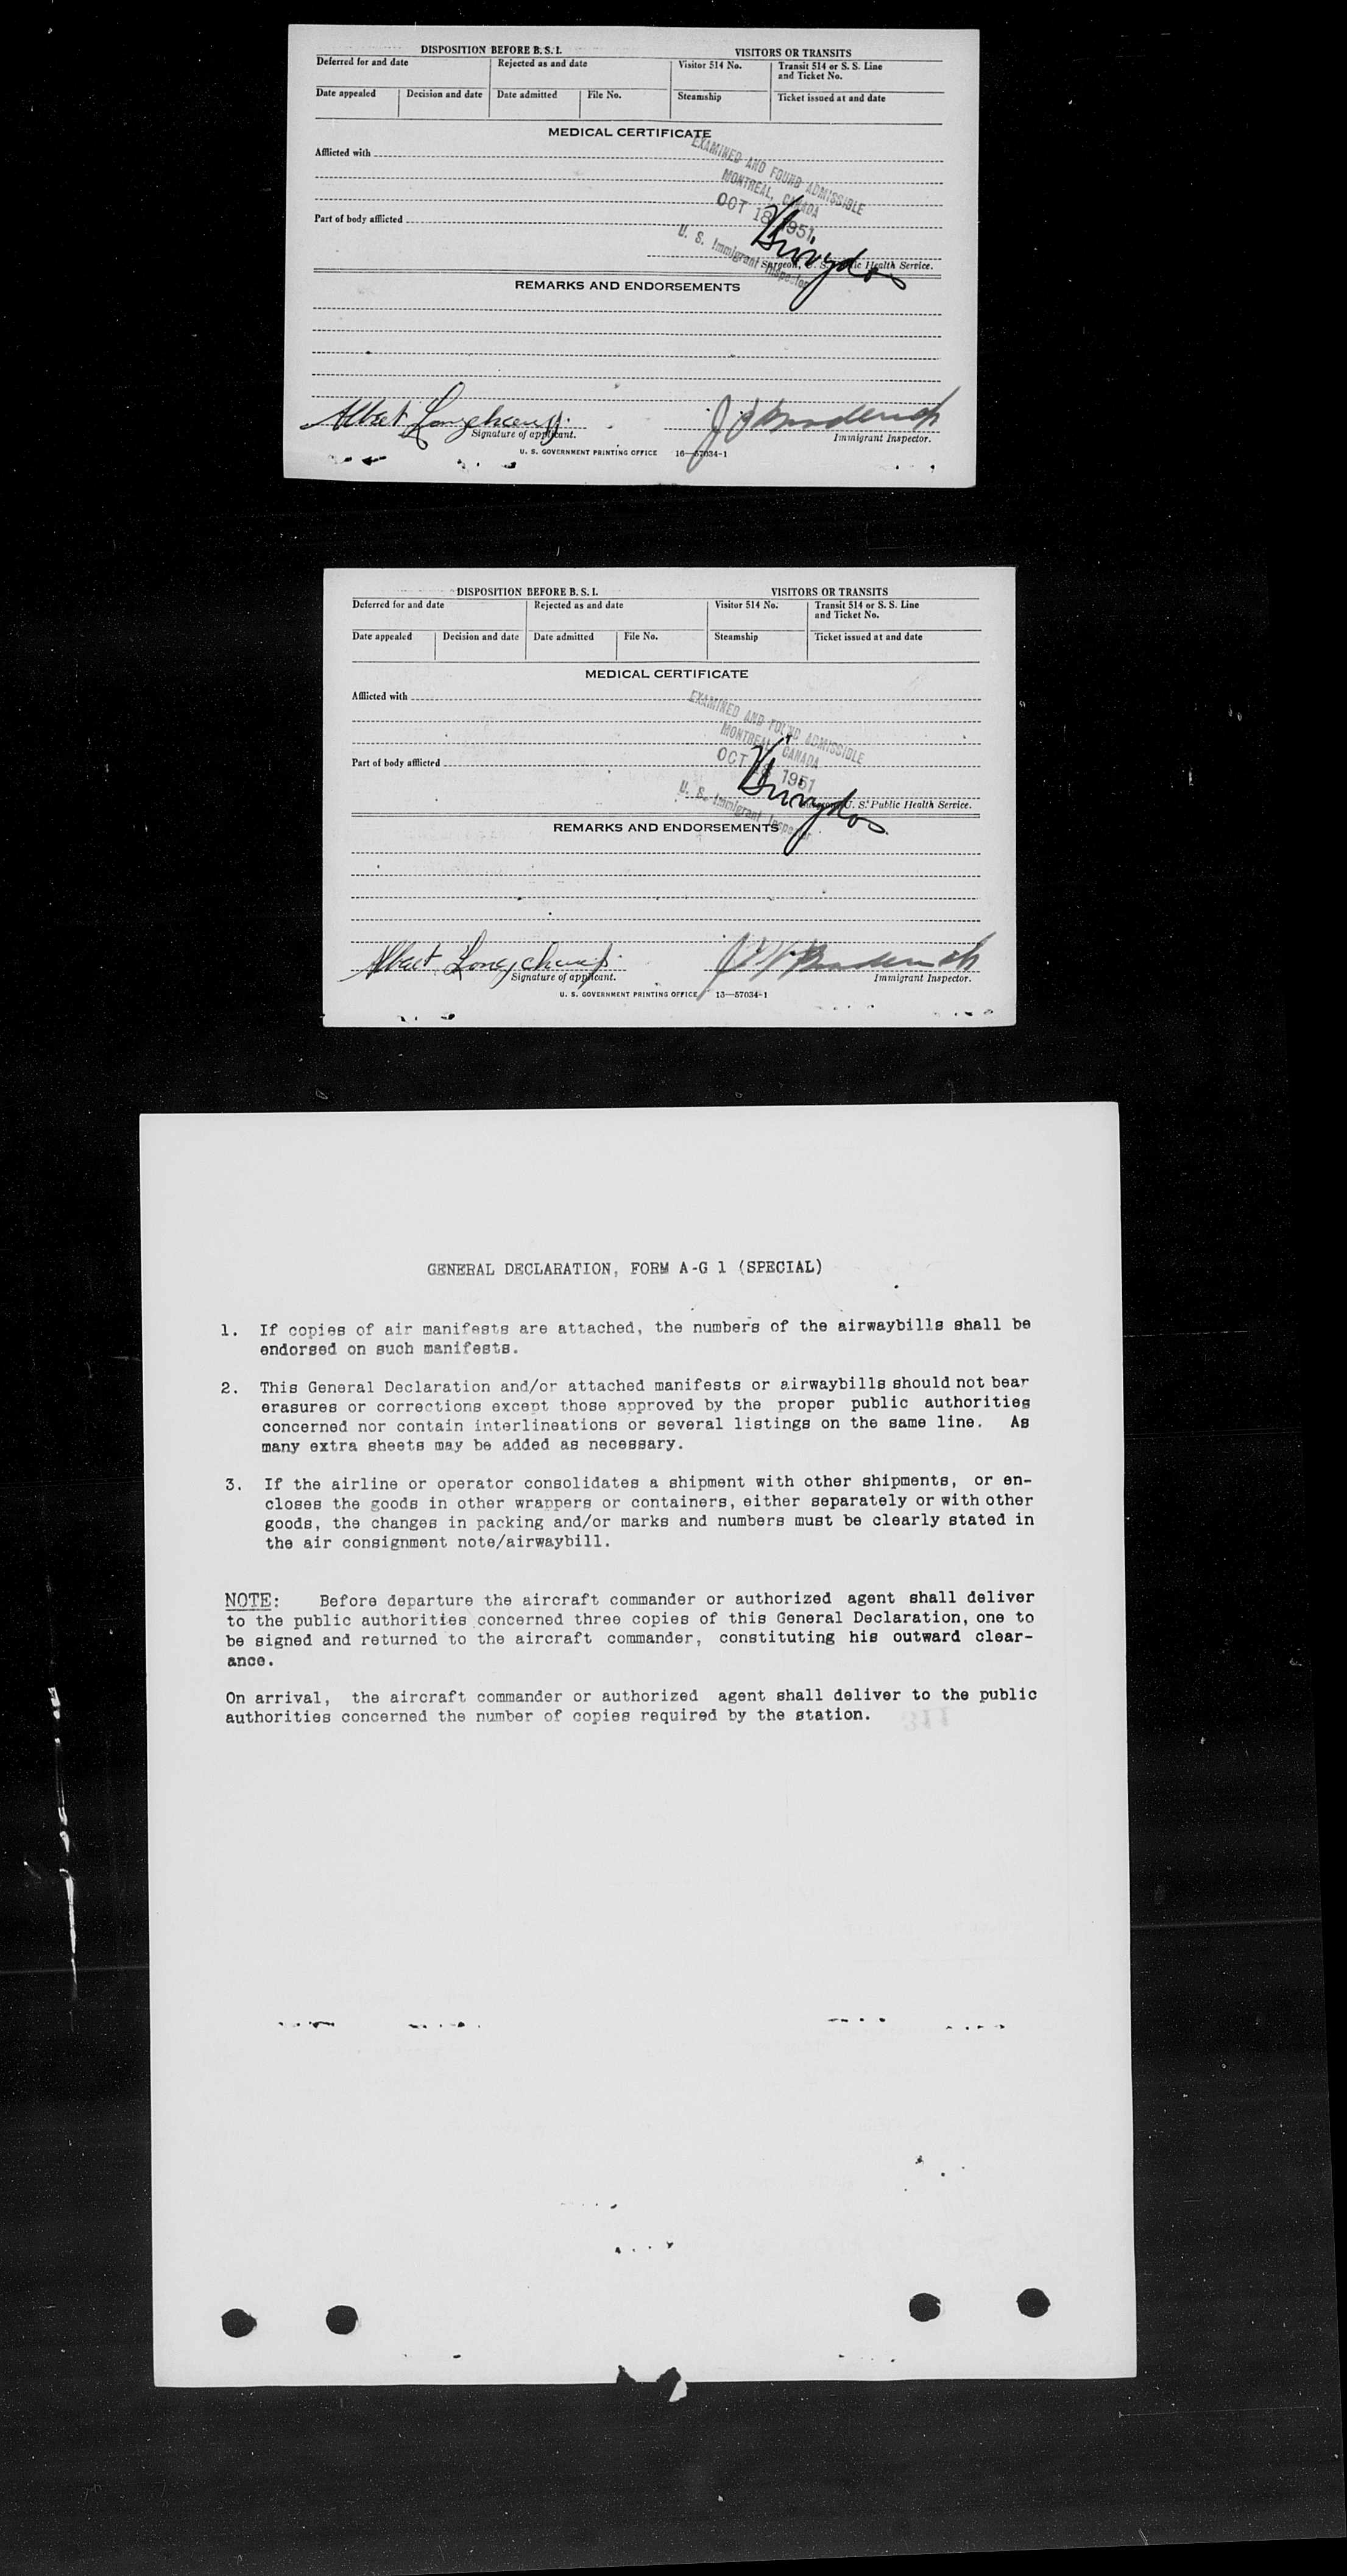 DISPOSITION BEFORE B. S. I.
VISITORS OR TRANSITS
Deferred for and date
Rejected as and date
Visitor 514 No.
Transit 514 or S. S. Line
and Ticket No.
Date appealed
Decision and date
Date admitted
File No.
Steamship
Ticket issued at and date
MEDICAL CERTIFICATE
Afflicted with
EXAMINED AND FOUND ADMISSIBLE
MONTREAL, CANADA
OCT 18 1951
U. S. Immigrant Inspector
Part of body afflicted
Surgeon, U. S. Public Health Service.
REMARKS AND ENDORSEMENTS
Albert Longchamp
Signature of applicant.
Immigrant Inspector.
U. S. GOVERNMENT PRINTING OFFICE 16—57034-1
DISPOSITION BEFORE B. S. I.
VISITORS OR TRANSITS
Deferred for and date
Rejected as and date
Visitor 514 No.
Transit 514 or S. S. Line
and Ticket No.
Date appealed
Decision and date
Date admitted
File No.
Steamship
Ticket issued at and date
MEDICAL CERTIFICATE
Afflicted with
EXAMINED AND FOUND ADMISSIBLE
MONTREAL, CANADA
OCT 18 1951
U. S. Immigrant Inspector
Part of body afflicted
Surgeon, U. S. Public Health Service.
REMARKS AND ENDORSEMENTS
Albert Longchamp
Signature of applicant.
Immigrant Inspector.
U. S. GOVERNMENT PRINTING OFFICE 15—57034-1
GENERAL DECLARATION, FORM A-G 1 (SPECIAL)
1. If copies of air manifests are attached, the numbers of the airwaybills shall be
endorsed on such manifests.
2. This General Declaration and/or attached manifests or airwaybills should not bear
erasures or corrections except those approved by the proper public authorities
concerned nor contain interlineations or several listings on the same line. As
many extra sheets may be added as necessary.
3. If the airline or operator consolidates a shipment with other shipments, or en-
closes the goods in other wrappers or containers, either separately or with other
goods, the changes in packing and/or marks and numbers must be clearly stated in
the air consignment note/airwaybill.
NOTE: Before departure the aircraft commander or authorized agent shall deliver
to the public authorities concerned three copies of this General Declaration, one to
be signed and returned to the aircraft commander, constituting his outward clear-
ance.
On arrival, the aircraft commander or authorized agent shall deliver to the public
authorities concerned the number of copies required by the station.